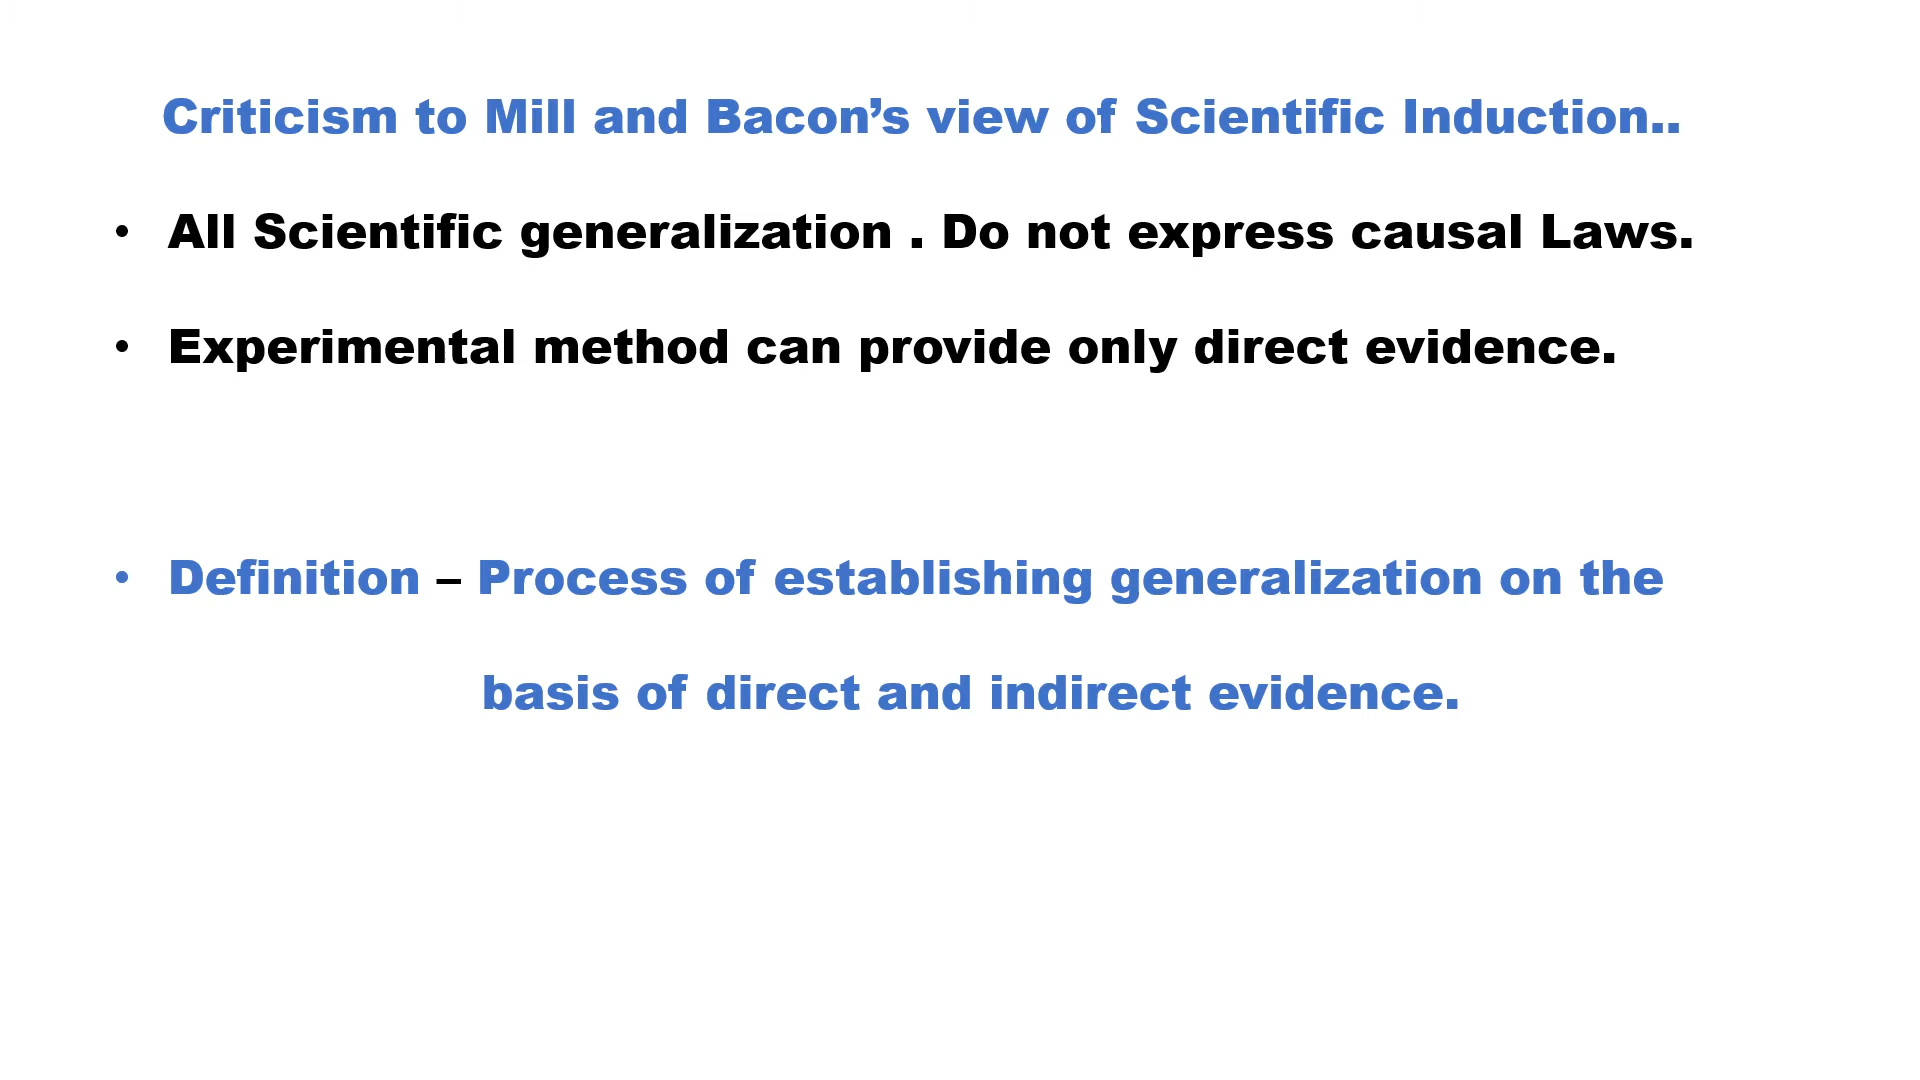 Criticism to Mill and Bacon’s view of Scientific Induction..
• All Scientific generalization . Do not express causal Laws.
• Experimental method can provide only direct evidence.
• Definition – Process of establishing generalization on the
basis of direct and indirect evidence.